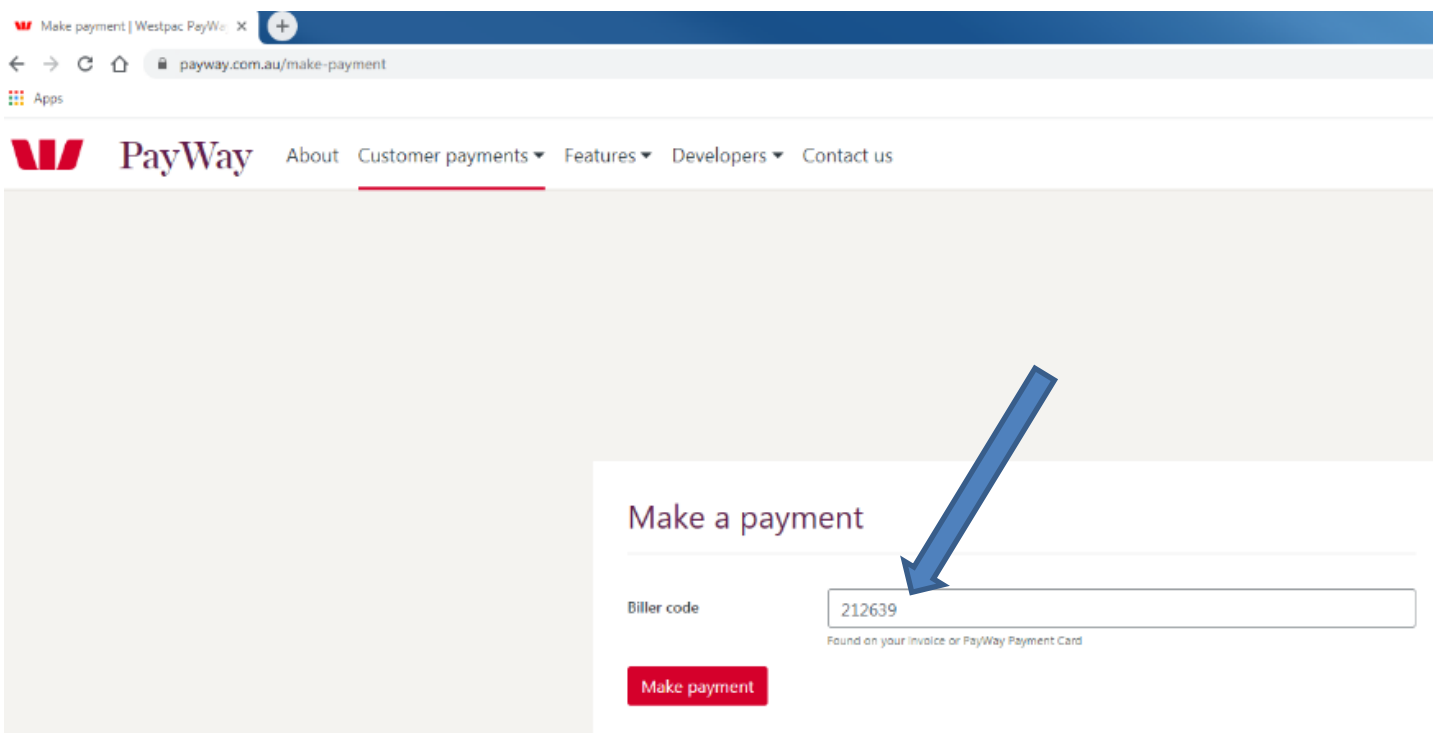 Make payment | Westpac PayWa
payway.com.au/make-payment
Apps
PayWay About Customer payments Features Developers Contact us
Make a payment
Biller code 212639
Found on your invoice or PayWay Payment Card
Make payment